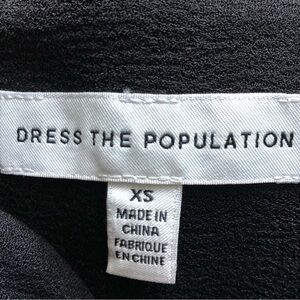 DRESS THE POPULATION
XS
MADE IN
CHINA
FABRIQUE
EN CHINE